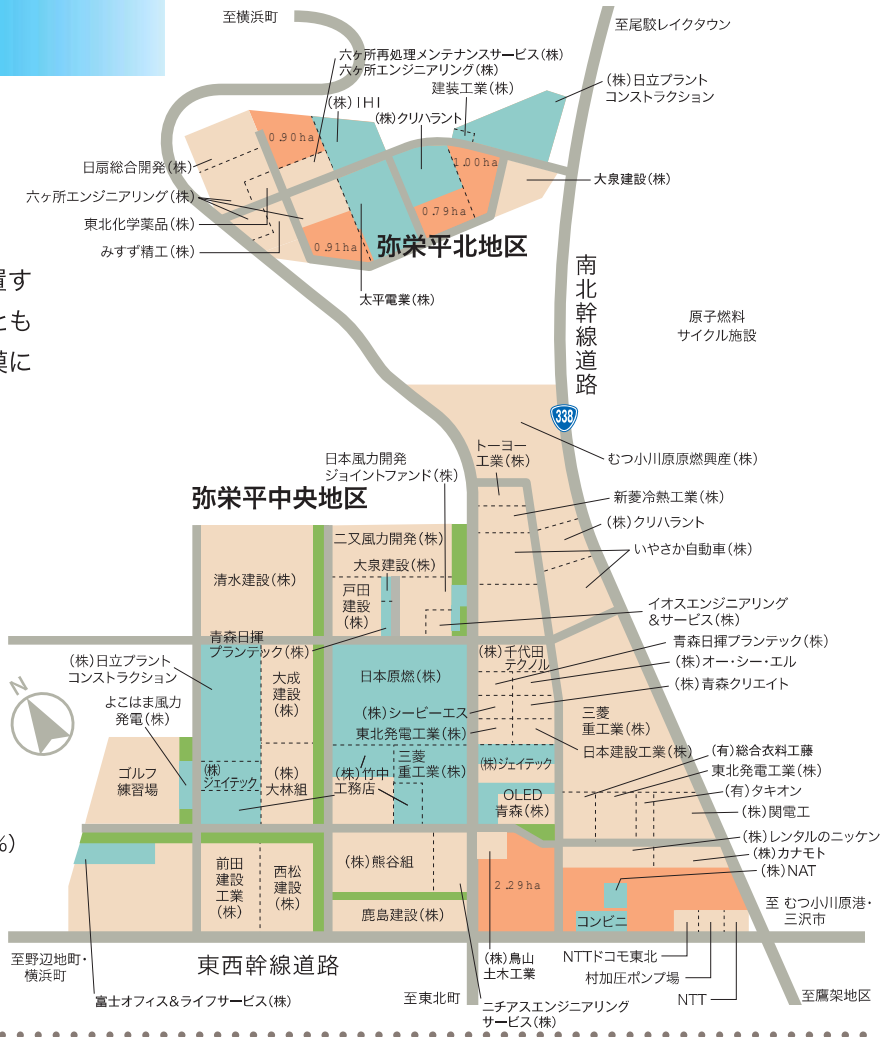 至横浜町
至尾駮レイクタウン
六ヶ所再処理メンテナンスサービス(株)
六ヶ所エンジニアリング(株)
建装工業(株)
(株)日立プラント
コンストラクション
(株)IHI
(株)クリハラント
0.90ha
1.00ha
日扇総合開発(株)
大泉建設(株)
六ヶ所エンジニアリング(株)
東北化学薬品(株)
0.79ha
みすず精工(株)
0.91ha
弥栄平北地区
太平電業(株)
置す
とも
漠に
南北幹線道路
原子燃料
サイクル施設
338
トーヨー
工業(株)
むつ小川原原燃興産(株)
日本風力開発
ジョイントファンド(株)
弥栄平中央地区
新菱冷熱工業(株)
(株)クリハラント
いやさか自動車(株)
二又風力開発(株)
大泉建設(株)
清水建設(株)
戸田
建設
(株)
イオスエンジニアリング
&サービス(株)
青森日揮
プランテック(株)
(株)千代田
テクノル
青森日揮プランテック(株)
(株)オー・シー・エル
(株)青森クリエイト
(株)日立プラント
コンストラクション
大成
建設
(株)
日本原燃(株)
N
よこはま風力
発電(株)
(株)シービーエス
東北発電工業(株)
三菱
重工業(株)
日本建設工業(株)
(有)総合衣料工藤
東北発電工業(株)
(有)タキオン
(株)関電工
ゴルフ
練習場
(株)
ジェイテック
(株)
大林組
(株)竹中
工務店
三菱
重工業(株)
(株)ジェイテック
OLED
青森(株)
%)
(株)レンタルのニッケン
(株)カナモト
(株)NAT
前田
建設
工業
(株)
西松
建設
(株)
(株)熊谷組
鹿島建設(株)
2.29ha
コンビニ
至 むつ小川原港・
三沢市
至野辺地町・
横浜町
東西幹線道路
(株)鳥山
土木工業
NTTドコモ東北
村加圧ポンプ場
NTT
至鷹架地区
富士オフィス&ライフサービス(株)
至東北町
ニチアスエンジニアリング
サービス(株)